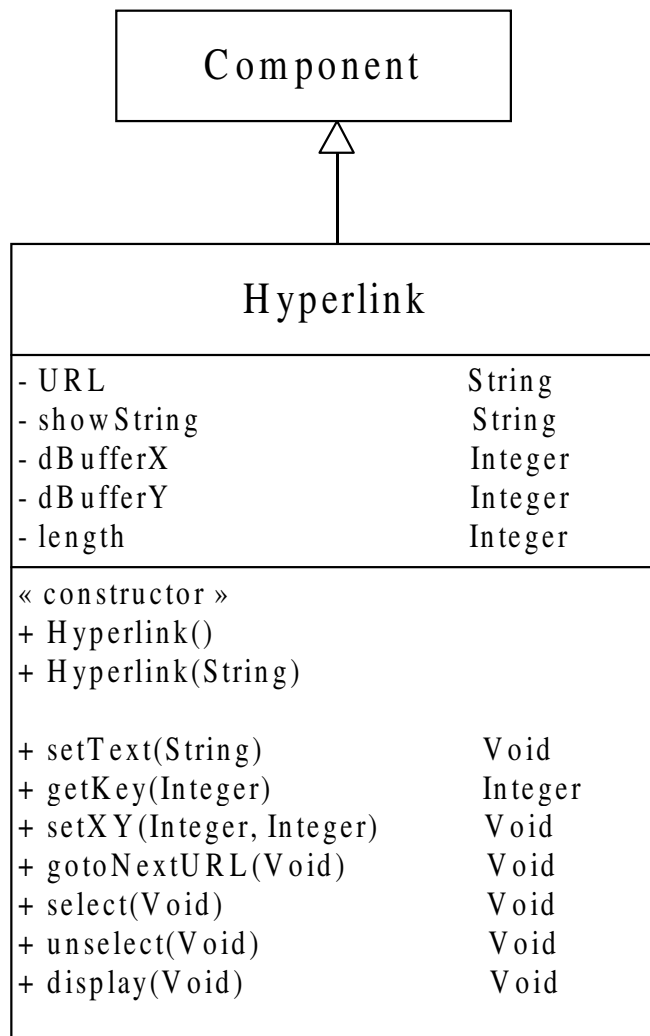 Component
Hyperlink
- URL String
- showString String
- dBufferX Integer
- dBufferY Integer
- length Integer
« constructor »
+ Hyperlink()
+ Hyperlink(String)
+ setText(String) Void
+ getKey(Integer) Integer
+ setXY(Integer, Integer) Void
+ gotoNextURL(Void) Void
+ select(Void) Void
+ unselect(Void) Void
+ display(Void) Void